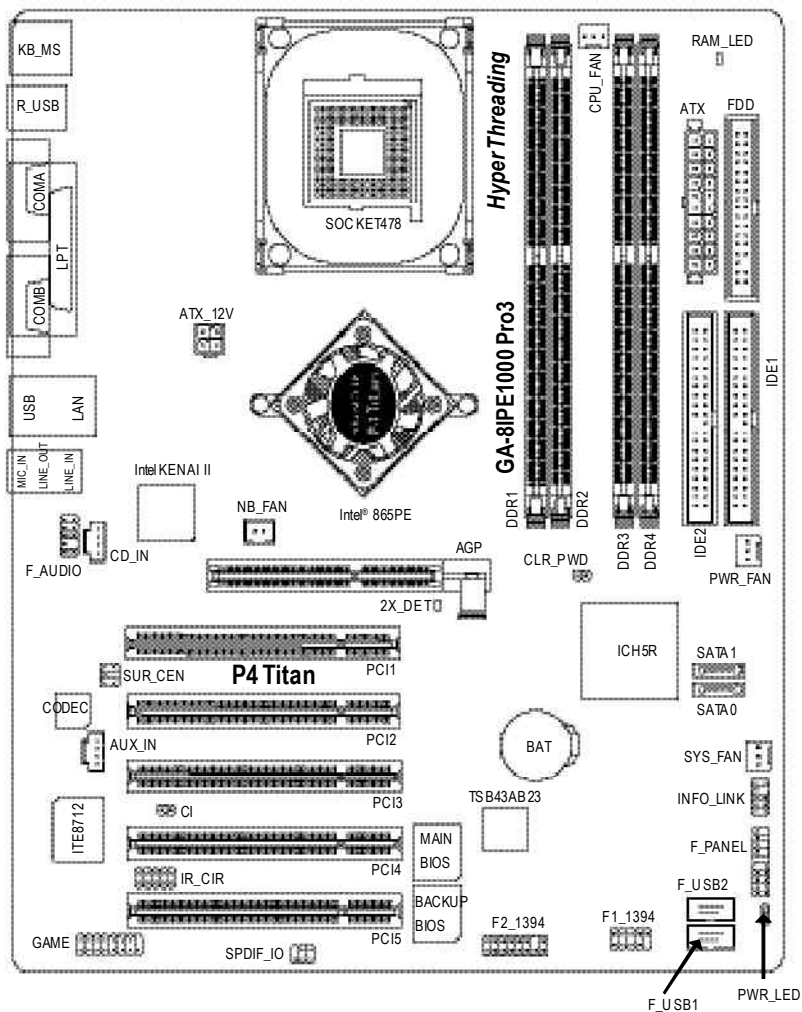 KB_MS
R_USB
COMA
LPT
COMB
USB
LAN
MIC_IN
LINE_OUT
LINE_IN
SOCKET478
Hyper Threading
CPU_FAN
RAM_LED
ATX
FDD
ATX_12V
GA-8IPE1000 Pro3
IDE1
Intel KENAI II
NB_FAN
Intel® 865PE
DDR1
DDR2
DDR3
DDR4
IDE2
F_AUDIO
CD_IN
AGP
CLR_PWD
PWR_FAN
2X_DET
ICH5R
SATA1
SATA0
SUR_CEN
P4 Titan
PCI1
CODEC
PCI2
AUX_IN
BAT
SYS_FAN
PCI3
TSB43AB23
INFO_LINK
CI
ITE8712
MAIN
BIOS
F_PANEL
PCI4
IR_CIR
F_USB2
BACKUP
BIOS
PCI5
F2_1394
F1_1394
GAME
SPDIF_IO
F_USB1
PWR_LED